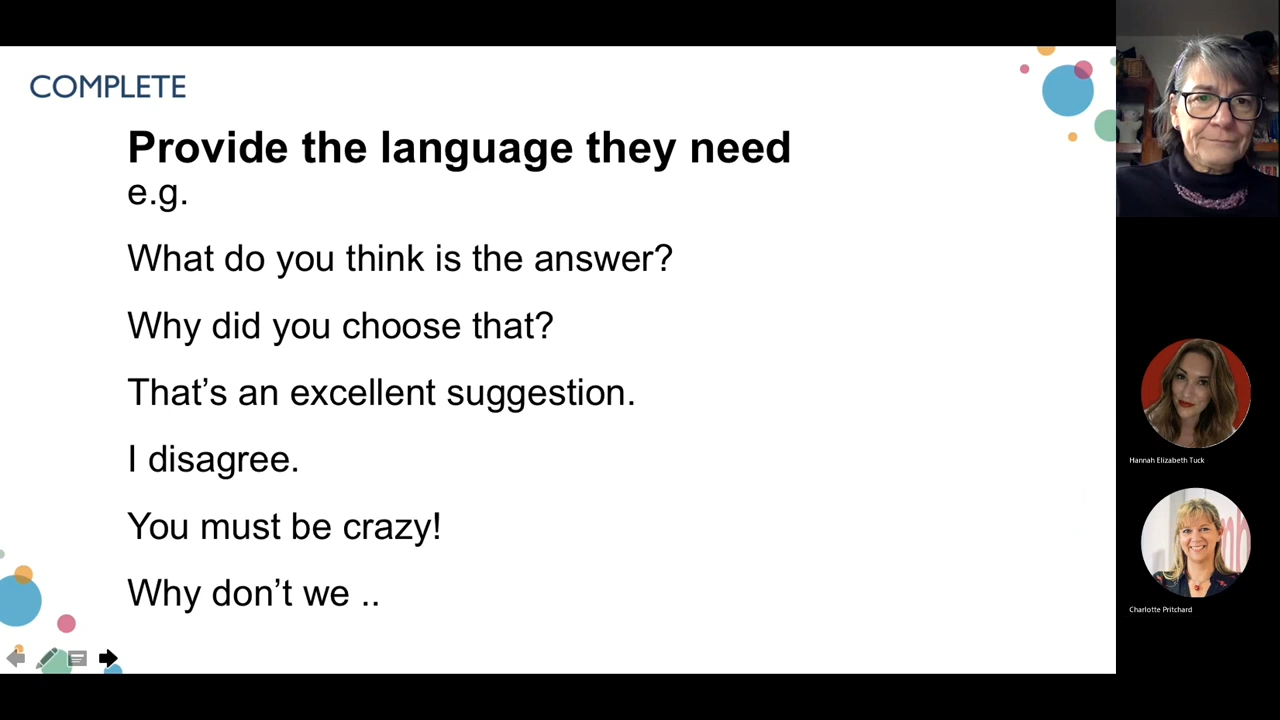 COMPLETE
Provide the language they need
e.g.
What do you think is the answer?
Why did you choose that?
That’s an excellent suggestion.
I disagree.
You must be crazy!
Why don’t we ..
Hannah Elizabeth Tuck
Charlotte Pritchard